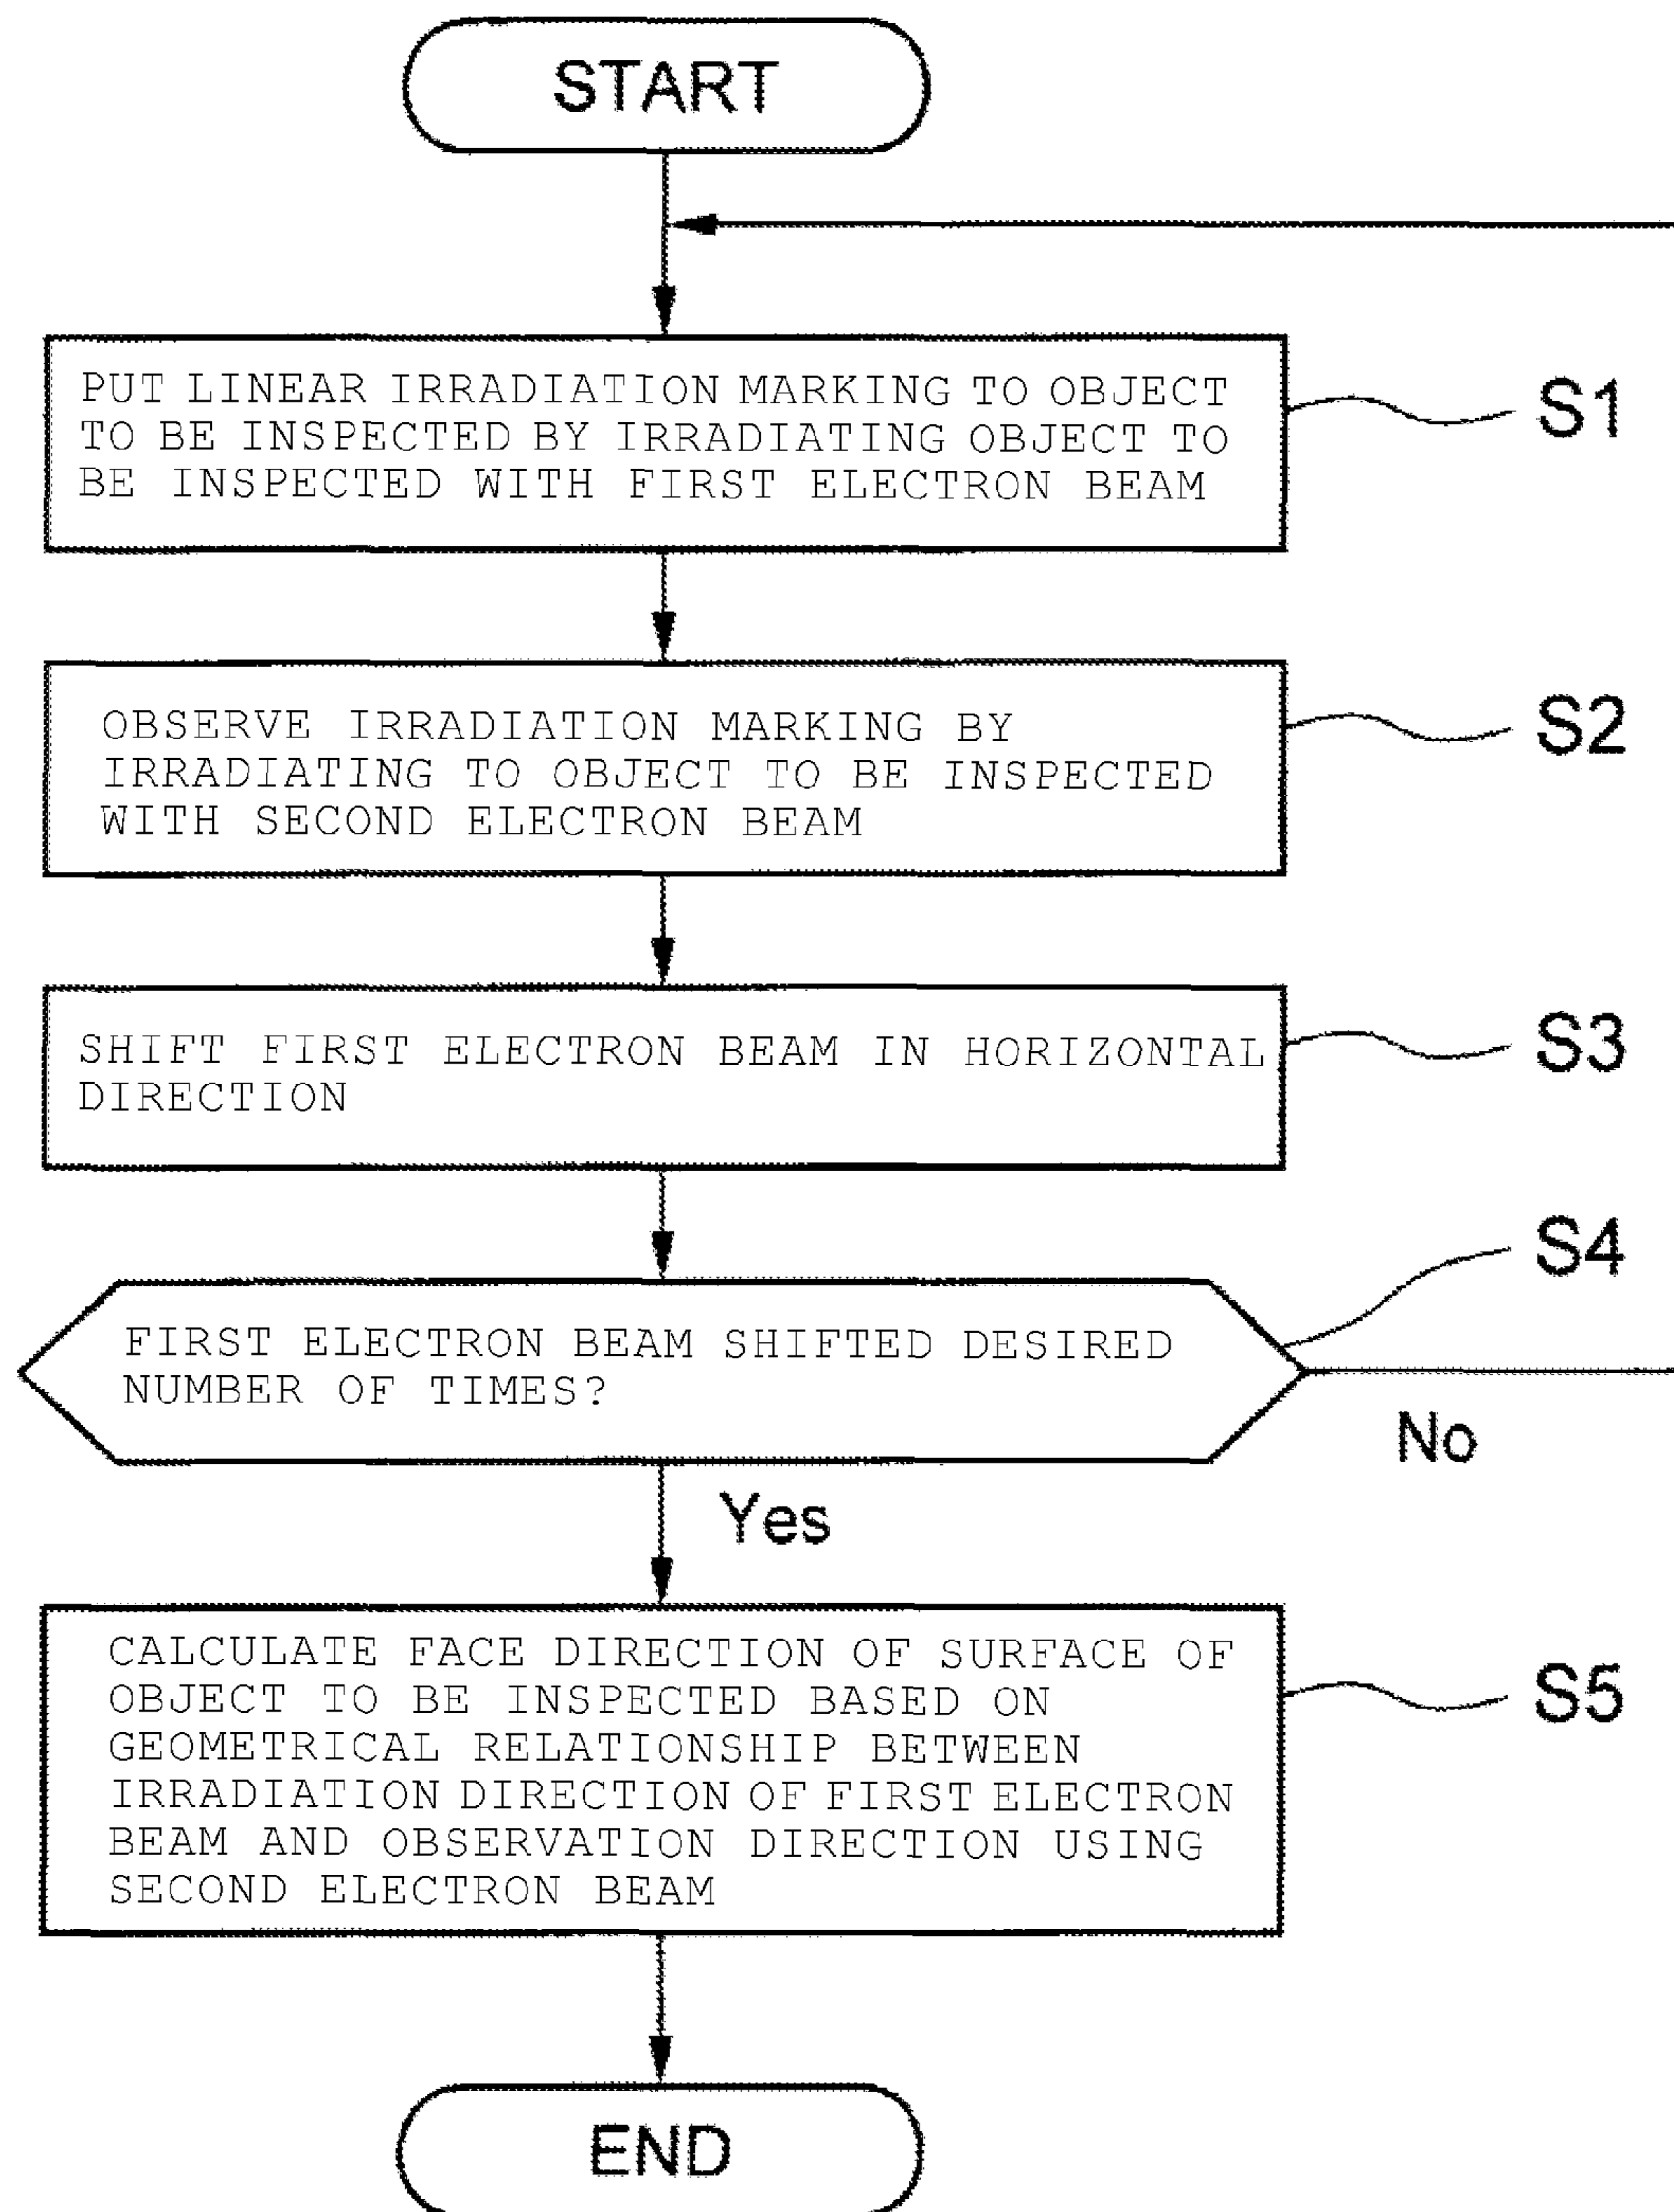 START
PUT LINEAR IRRADIATION MARKING TO OBJECT
TO BE INSPECTED BY IRRADIATING OBJECT TO
BE INSPECTED WITH FIRST ELECTRON BEAM
S1
OBSERVE IRRADIATION MARKING BY
IRRADIATING TO OBJECT TO BE INSPECTED
WITH SECOND ELECTRON BEAM
S2
SHIFT FIRST ELECTRON BEAM IN HORIZONTAL
DIRECTION
S3
FIRST ELECTRON BEAM SHIFTED DESIRED
NUMBER OF TIMES?
S4
No
Yes
CALCULATE FACE DIRECTION OF SURFACE OF
OBJECT TO BE INSPECTED BASED ON
GEOMETRICAL RELATIONSHIP BETWEEN
IRRADIATION DIRECTION OF FIRST ELECTRON
BEAM AND OBSERVATION DIRECTION USING
SECOND ELECTRON BEAM
S5
END